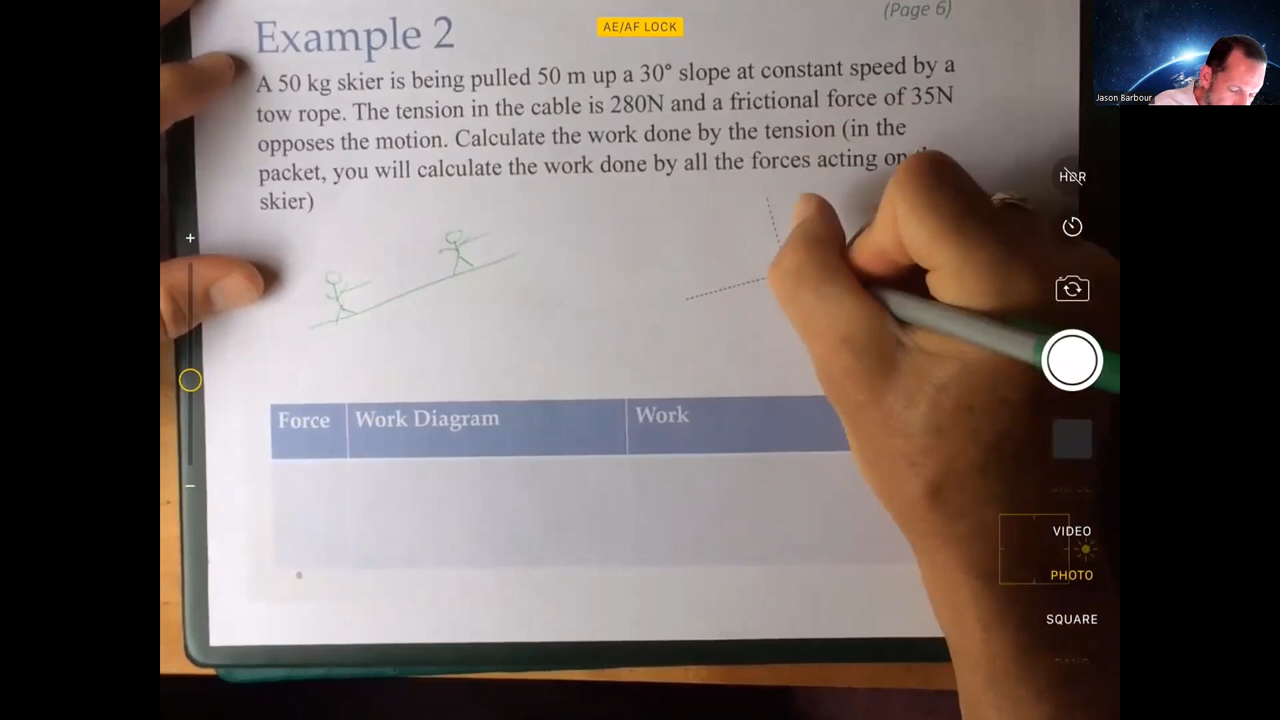 (Page 6)
AE/AF LOCK
Example 2
A 50 kg skier is being pulled 50 m up a 30° slope at constant speed by a
tow rope. The tension in the cable is 280N and a frictional force of 35N
opposes the motion. Calculate the work done by the tension (in the
packet, you will calculate the work done by all the forces acting on
skier)
Jason Barbour
HDR
Force
Work Diagram
Work
VIDEO
PHOTO
SQUARE